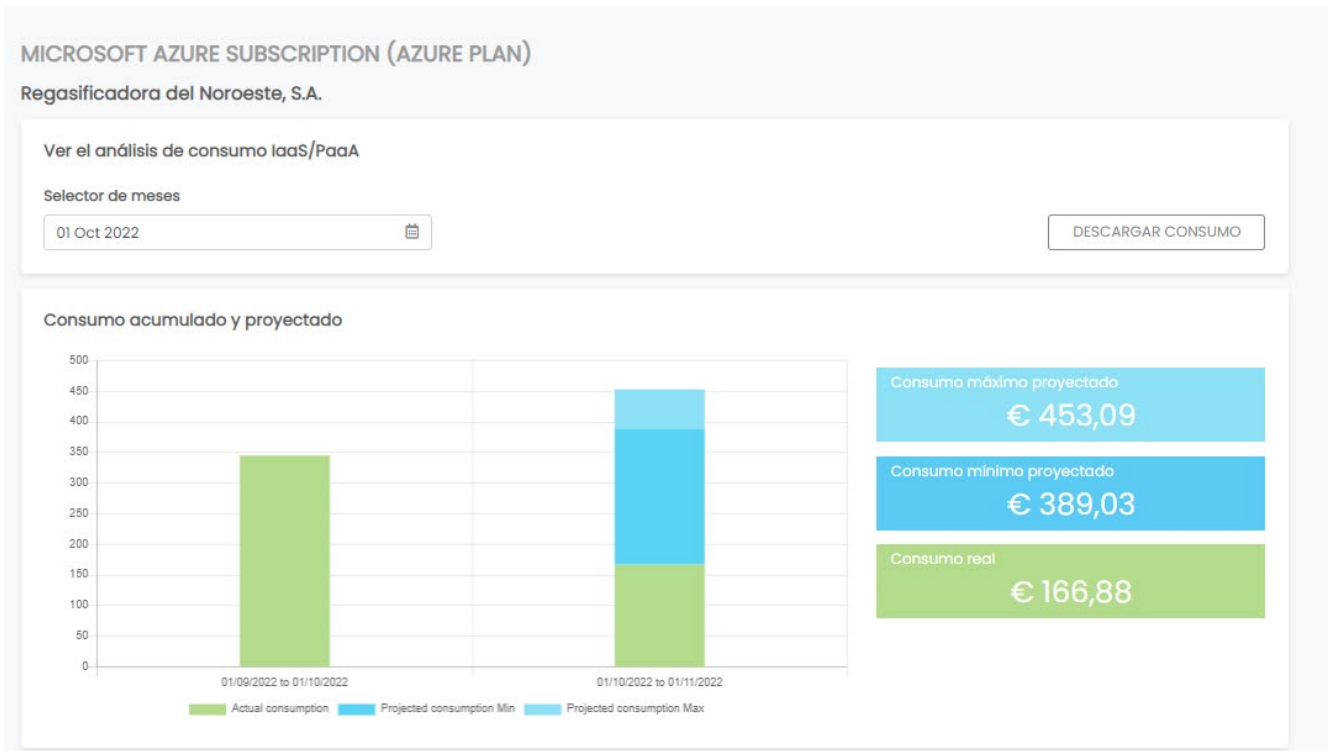 MICROSOFT AZURE SUBSCRIPTION (AZURE PLAN)
Regasificadora del Noroeste, S.A.
Ver el análisis de consumo IaaS/PaaA
Selector de meses
01 Oct 2022
DESCARGAR CONSUMO
Consumo acumulado y proyectado
500
450
400
350
300
250
200
150
100
50
0
01/09/2022 to 01/10/2022
01/10/2022 to 01/11/2022
Actual consumption
Projected consumption Min
Projected consumption Max
Consumo máximo proyectado
€ 453,09
Consumo mínimo proyectado
€ 389,03
Consumo real
€ 166,88